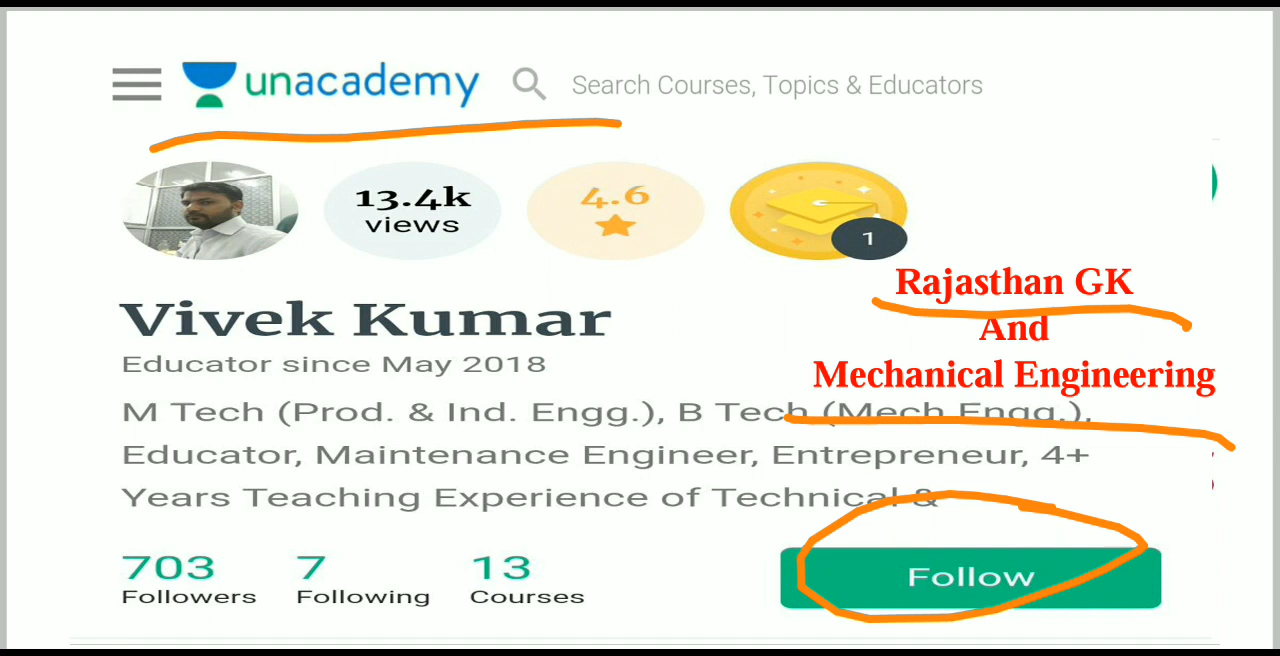 unacademy Search Courses, Topics & Educators
13.4k 4.6
views
1
Rajasthan GK
Vivek Kumar And
Educator since May 2018
Mechanical Engineering
M Tech (Prod. & Ind. Engg.), B Tech (Mech Engg.),
Educator, Maintenance Engineer, Entrepreneur, 4+
Years Teaching Experience of Technical &
703 7 13 Follow
Followers Following Courses